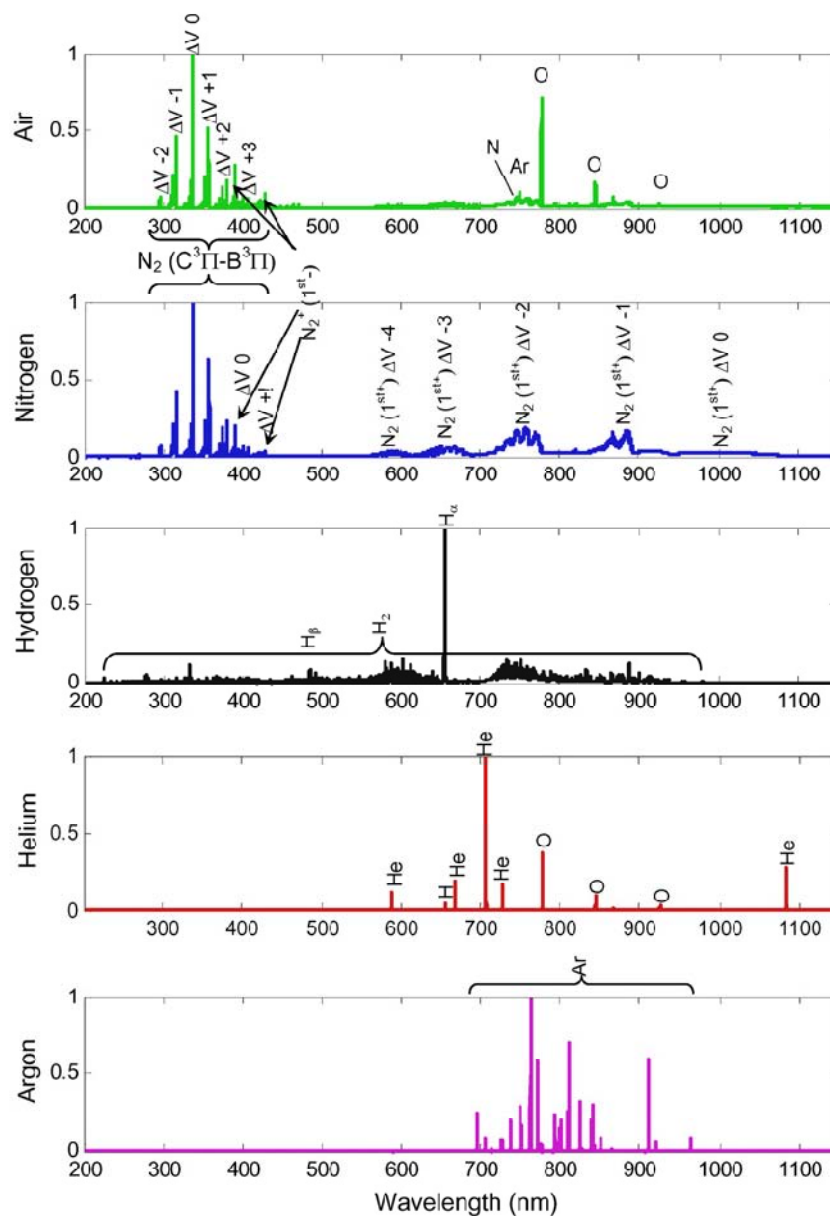 1
0.5
0
Air
ΔV -2
ΔV -1
ΔV 0
ΔV +1
ΔV +2
ΔV +3
N
Ar
O
O
O
200 300 400 500 600 700 800 900 1000 1100
N₂ (C³Π-B³Π)
N₂⁺ (1ˢᵗ-)
1
0.5
0
Nitrogen
ΔV 0
ΔV +!
N₂ (1ˢᵗ⁺) ΔV -4
N₂ (1ˢᵗ⁺) ΔV -3
N₂ (1ˢᵗ⁺) ΔV -2
N₂ (1ˢᵗ⁺) ΔV -1
N₂ (1ˢᵗ⁺) ΔV 0
200 300 400 500 600 700 800 900 1000 1100
1
0.5
0
Hydrogen
Hβ
H₂
Hα
200 300 400 500 600 700 800 900 1000 1100
1
0.5
0
Helium
He
H
He
He
He
O
O
O
He
200 300 400 500 600 700 800 900 1000 1100
1
0.5
0
Argon
Ar
200 300 400 500 600 700 800 900 1000 1100
Wavelength (nm)